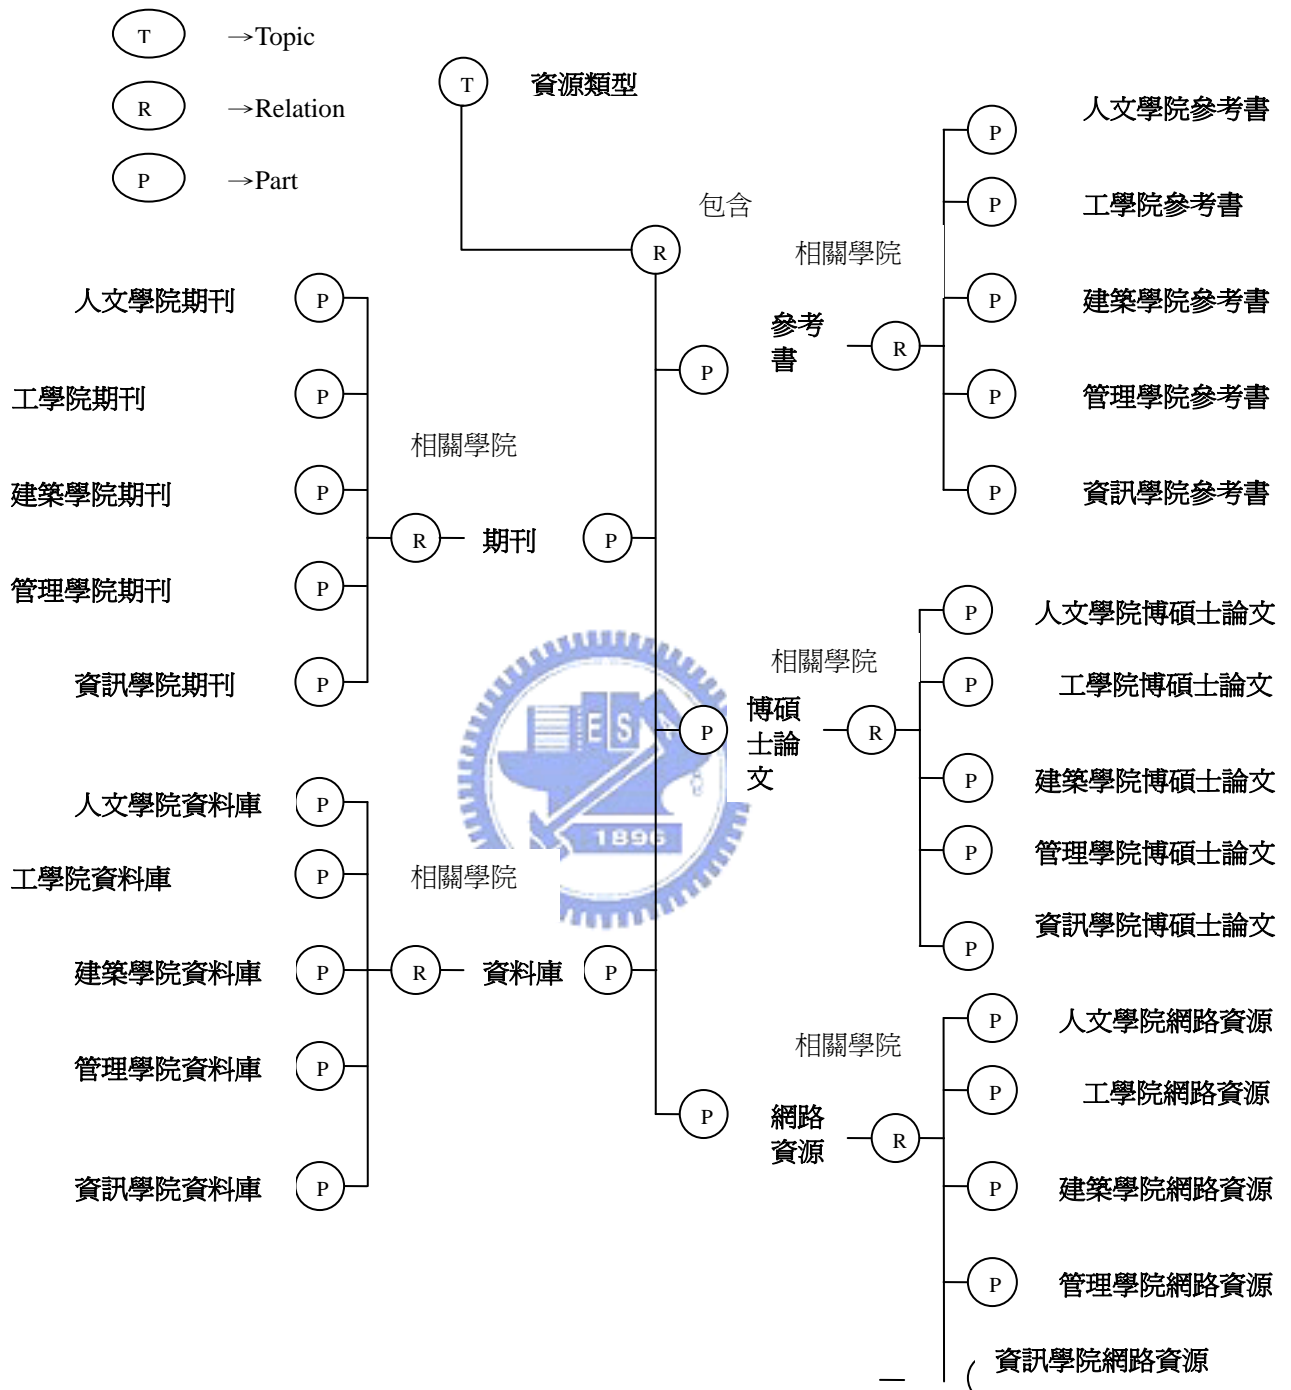 T →Topic
R →Relation
P →Part
T 資源類型
R 包含
P 參考
書
R 相關學院
P 人文學院參考書
P 工學院參考書
P 建築學院參考書
P 管理學院參考書
P 資訊學院參考書
P 期刊
R 相關學院
P 人文學院期刊
P 工學院期刊
P 建築學院期刊
P 管理學院期刊
P 資訊學院期刊
P 博碩
士論
文
R 相關學院
P 人文學院博碩士論文
P 工學院博碩士論文
P 建築學院博碩士論文
P 管理學院博碩士論文
P 資訊學院博碩士論文
P 資料庫
R 相關學院
P 人文學院資料庫
P 工學院資料庫
P 建築學院資料庫
P 管理學院資料庫
P 資訊學院資料庫
P 網路
資源
R 相關學院
P 人文學院網路資源
P 工學院網路資源
P 建築學院網路資源
P 管理學院網路資源
資訊學院網路資源
ES
1896